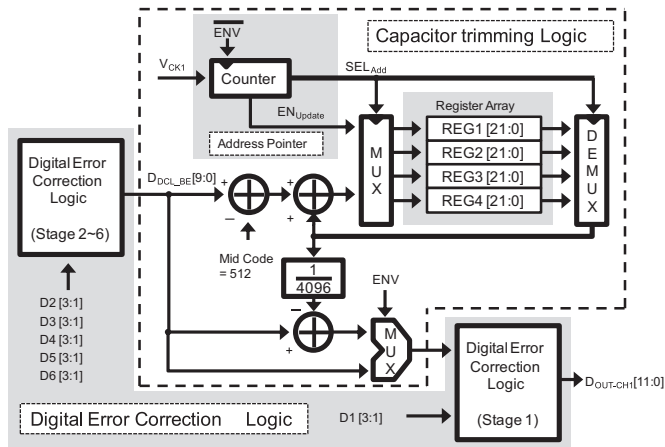 ENV
Capacitor trimming Logic
V_CK1
Counter
SEL_Add
EN_Update
Address Pointer
Register Array
REG1 [21:0]
REG2 [21:0]
REG3 [21:0]
REG4 [21:0]
MUX
DEMUX
Digital Error
Correction
Logic
(Stage 2~6)
D_DCL_BE[9:0]
+
+
−
+
Mid Code
= 512
1
4096
ENV
−
+
MUX
D2 [3:1]
D3 [3:1]
D4 [3:1]
D5 [3:1]
D6 [3:1]
Digital Error
Correction
Logic
(Stage 1)
D_OUT-CH1[11:0]
D1 [3:1]
Digital Error Correction Logic